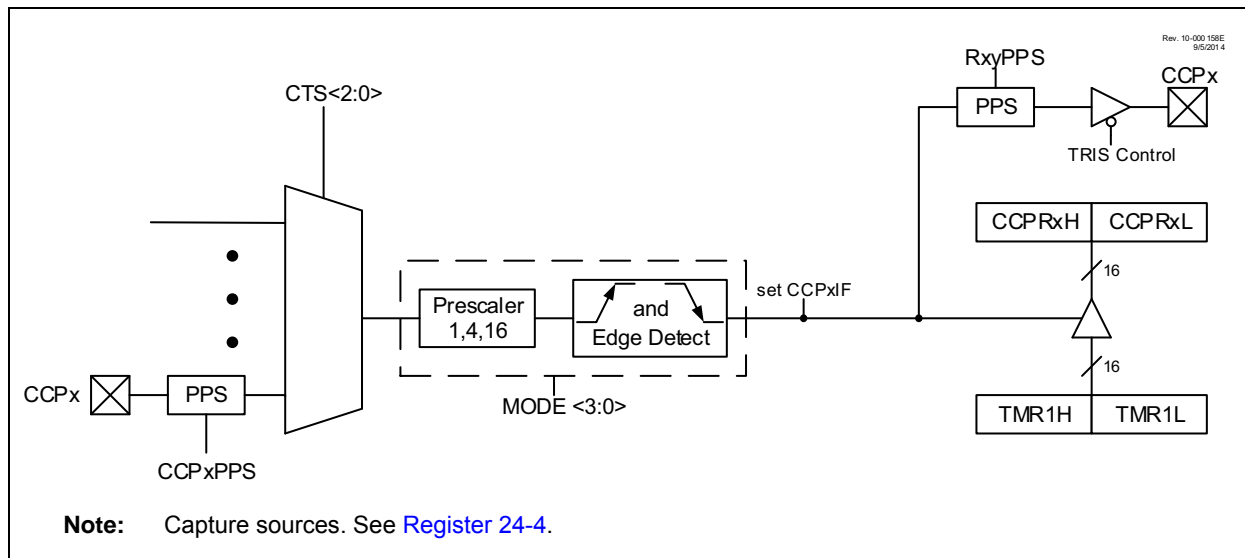 Rev. 10-000 158E
9/5/2014
RxyPPS
CCPx
CTS<2:0>
PPS
TRIS Control
CCPRxH CCPRxL
16
set CCPxIF
Prescaler
1,4,16
and
Edge Detect
16
CCPx
PPS
MODE <3:0>
TMR1H TMR1L
CCPxPPS
Note: Capture sources. See Register 24-4.